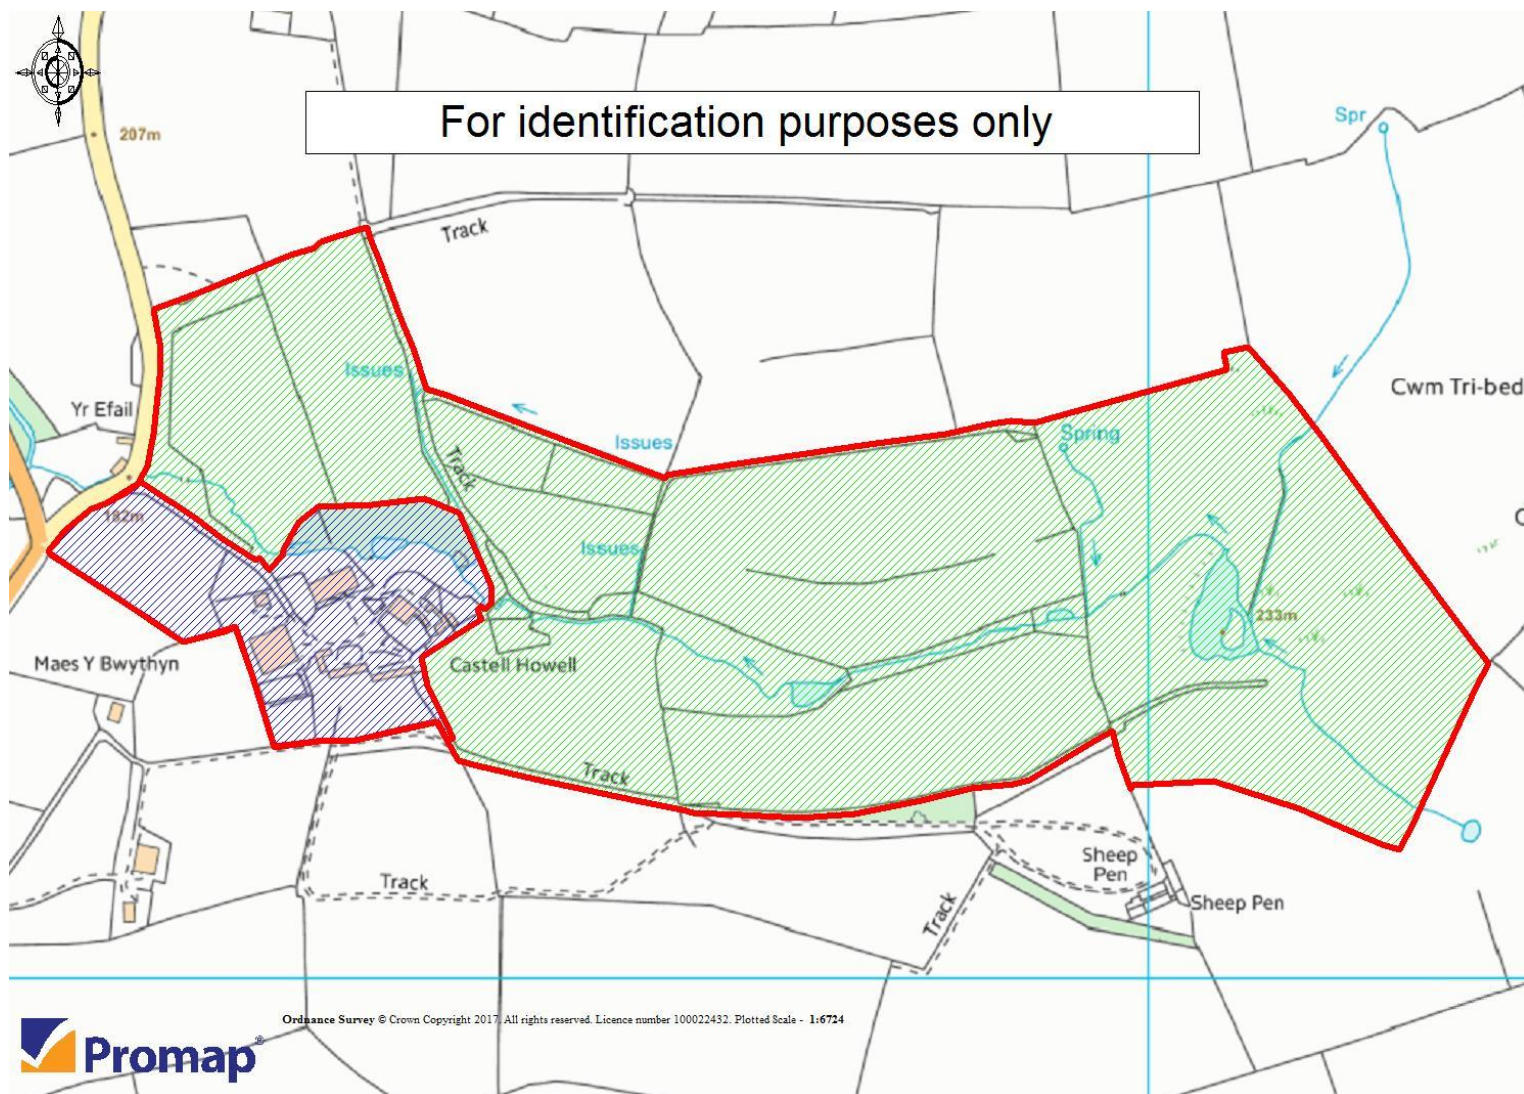 For identification purposes only
Spr
207m
Track
Issues
Cwm Tri-bed
Yr Efail
Issues
Spring
Track
182m
Issues
233m
Maes Y Bwythyn
Castell Howell
Track
Sheep
Pen
Track
Sheep Pen
Track
Ordnance Survey © Crown Copyright 2017. All rights reserved. Licence number 100022432. Plotted Scale - 1:6724
Promap®